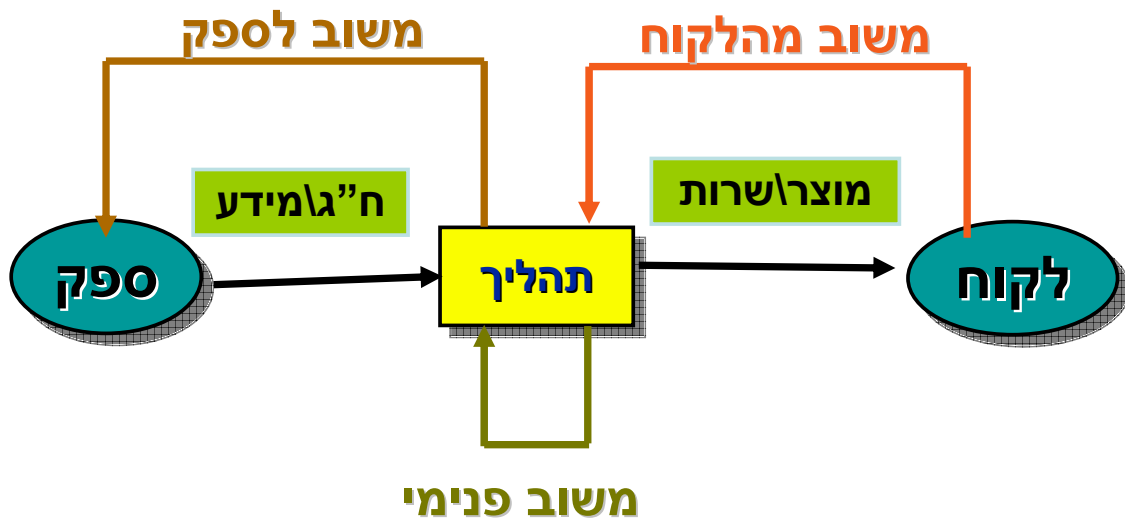 משוב מהלקוח
משוב לספק
מוצר\שרות
ח”ג\מידע
לקוח
תהליך
ספק
משוב פנימי